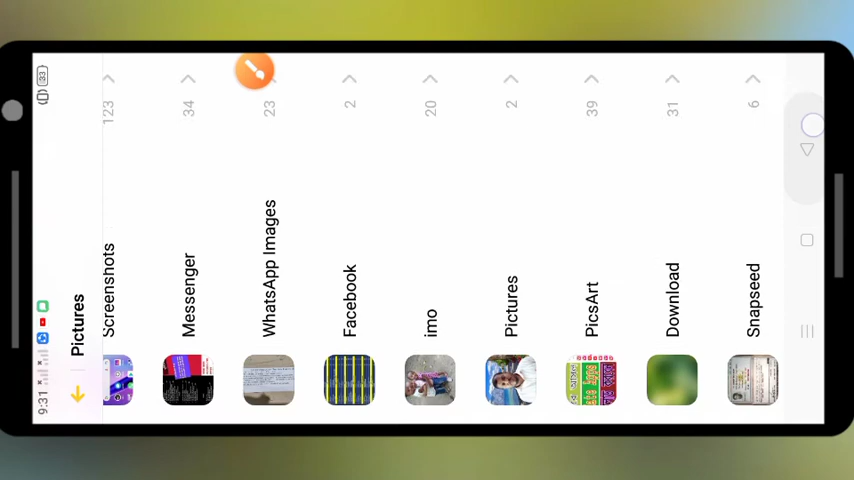 9:31
33
Pictures
Screenshots 123
Messenger 34
WhatsApp Images 23
Facebook 2
imo 20
Pictures 2
PicsArt 39
Download 31
Snapseed 6